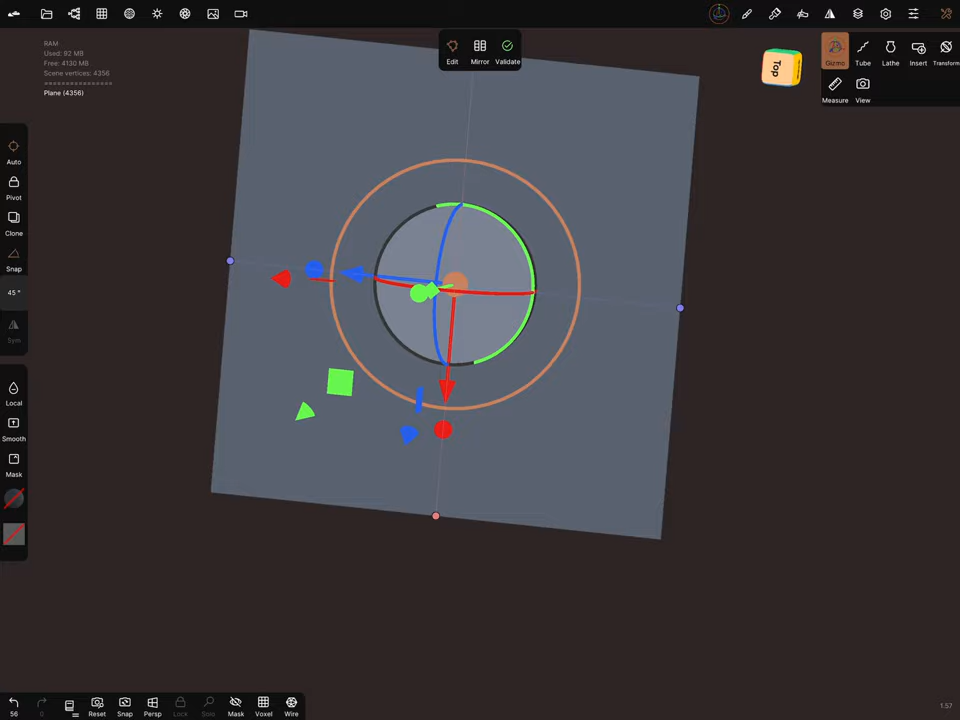 RAM
Used: 92 MB
Free: 4130 MB
Scene vertices: 4356
Plane (4356)
Edit
Mirror
Validate
Top
Gizmo
Tube
Lathe
Insert
Transform
Measure
View
Auto
Pivot
Clone
Snap
45 °
Sym
Local
Smooth
Mask
56
0
Reset
Snap
Persp
Lock
Solo
Mask
Voxel
Wire
1.57